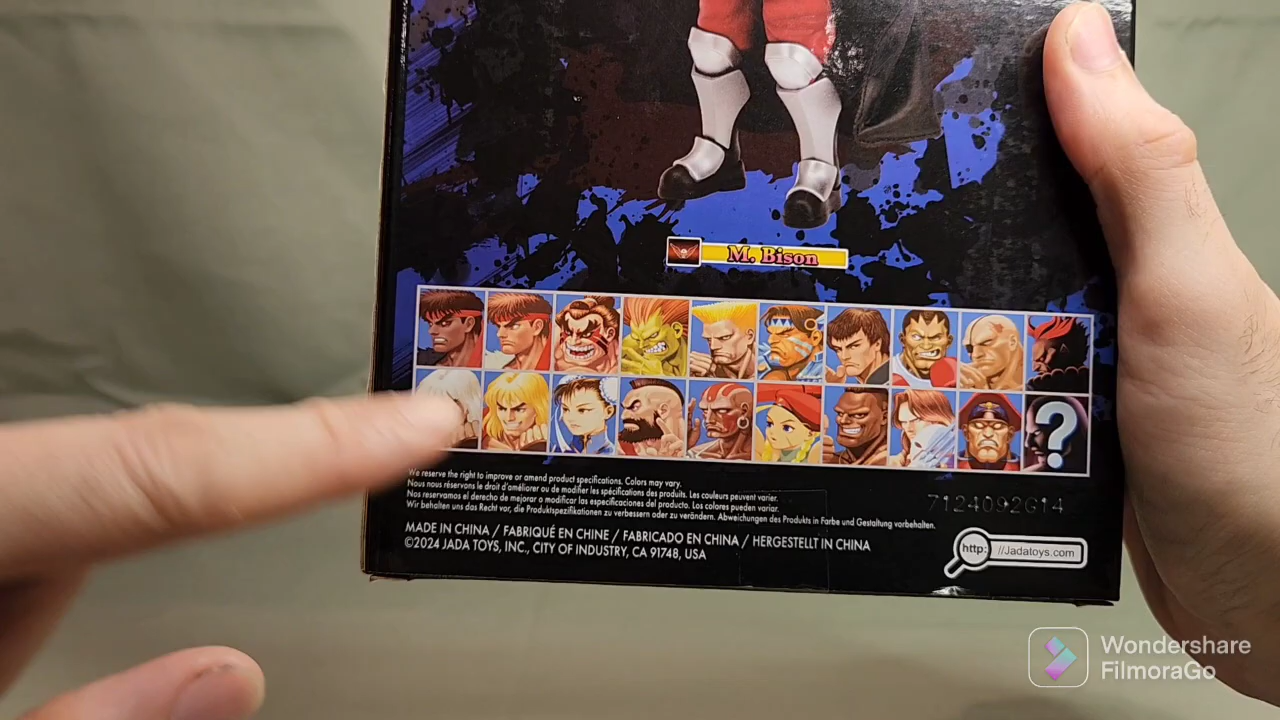 M. Bison
?
We reserve the right to improve or amend product specifications. Colors may vary.
Nous nous réservons le droit d'améliorer ou de modifier les spécifications des produits. Les couleurs peuvent varier.
Nos reservamos el derecho de mejorar o modificar las especificaciones del producto. Los colores pueden variar.
Wir behalten uns das Recht vor, die Produktspezifikationen zu verbessern oder zu verändern. Abweichungen des Produkts in Farbe und Gestaltung vorbehalten.
7124092G14
MADE IN CHINA / FABRIQUÉ EN CHINE / FABRICADO EN CHINA / HERGESTELLT IN CHINA
©2024 JADA TOYS, INC., CITY OF INDUSTRY, CA 91748, USA
http: //Jadatoys.com
Wondershare
FilmoraGo